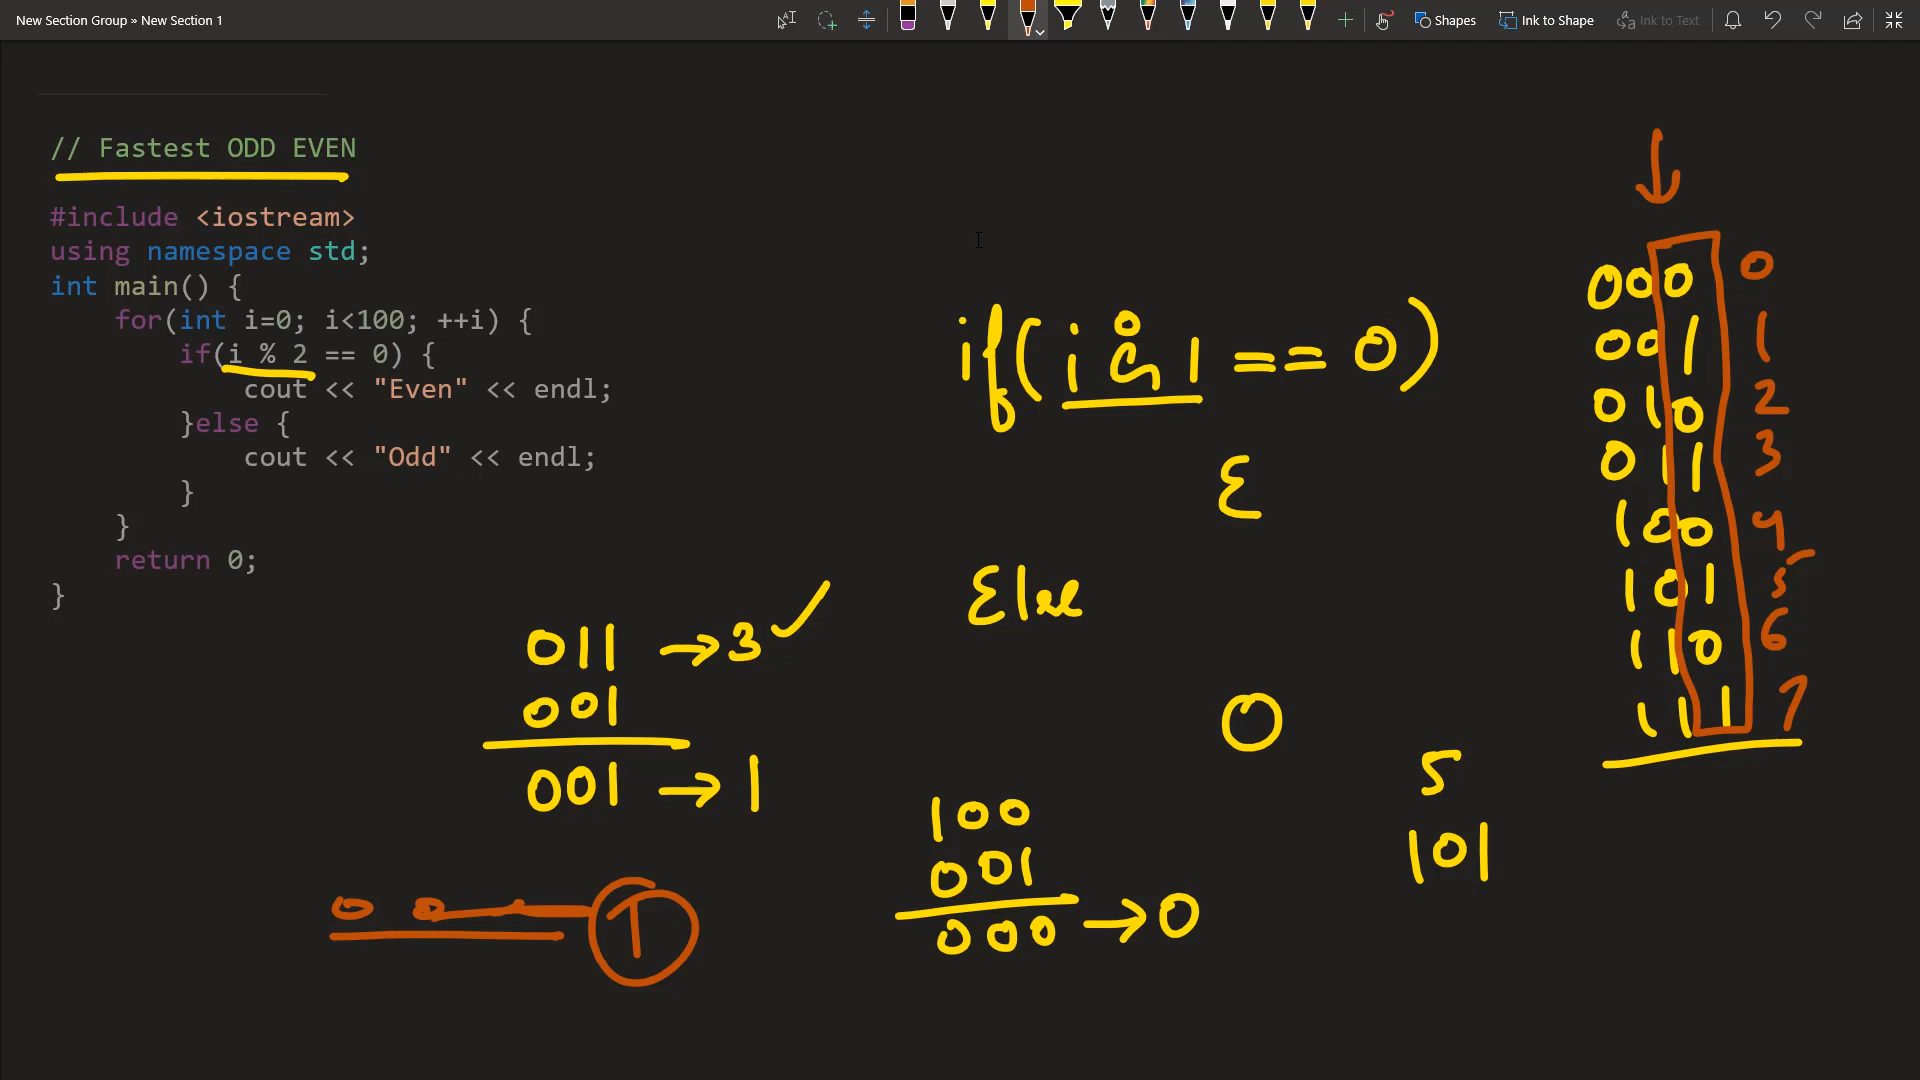 New Section Group » New Section 1
Shapes
Ink to Shape
Ink to Text
// Fastest ODD EVEN
#include <iostream>
using namespace std;
int main() {
for(int i=0; i<100; ++i) {
if(i % 2 == 0) {
cout << "Even" << endl;
}else {
cout << "Odd" << endl;
}
}
return 0;
}
if(i & 1 == 0)
E
Else
O
011 → 3 ✓
001
001 → 1
0 0
1
100
001
000 → 0
5
101
000 0
001 1
010 2
011 3
100 4
101 5
110 6
111 7